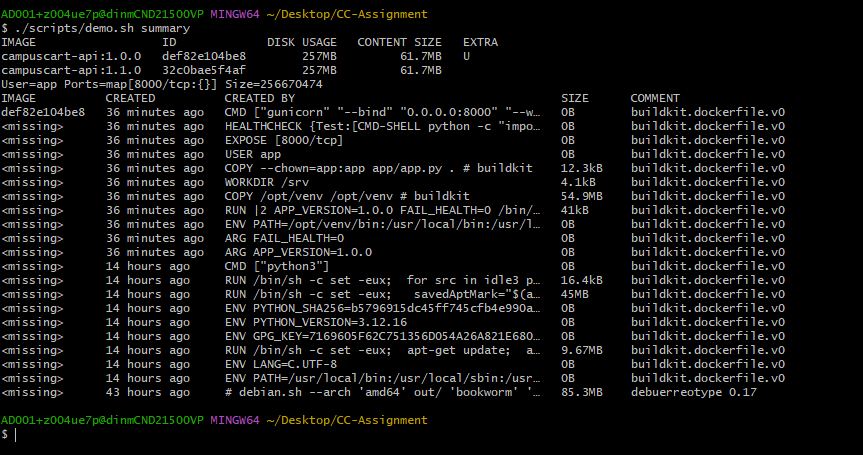 AD001+z004ue7p@dinmCND21500VP MINGW64 ~/Desktop/CC-Assignment
$ ./scripts/demo.sh summary
IMAGE                ID             DISK USAGE   CONTENT SIZE   EXTRA
campuscart-api:1.0.0   def82e104be8        257MB         61.7MB    U
campuscart-api:1.1.0   32c0bae5f4af        257MB         61.7MB
User=app Ports=map[8000/tcp:{}] Size=256670474
IMAGE          CREATED          CREATED BY                                      SIZE      COMMENT
def82e104be8   36 minutes ago   CMD ["gunicorn" "--bind" "0.0.0.0:8000" "--w…   0B        buildkit.dockerfile.v0
<missing>      36 minutes ago   HEALTHCHECK {Test:[CMD-SHELL python -c "impo…   0B        buildkit.dockerfile.v0
<missing>      36 minutes ago   EXPOSE [8000/tcp]                               0B        buildkit.dockerfile.v0
<missing>      36 minutes ago   USER app                                        0B        buildkit.dockerfile.v0
<missing>      36 minutes ago   COPY --chown=app:app app/app.py . # buildkit    12.3kB    buildkit.dockerfile.v0
<missing>      36 minutes ago   WORKDIR /srv                                    4.1kB     buildkit.dockerfile.v0
<missing>      36 minutes ago   COPY /opt/venv /opt/venv # buildkit             54.9MB    buildkit.dockerfile.v0
<missing>      36 minutes ago   RUN |2 APP_VERSION=1.0.0 FAIL_HEALTH=0 /bin/…   41kB      buildkit.dockerfile.v0
<missing>      36 minutes ago   ENV PATH=/opt/venv/bin:/usr/local/bin:/usr/l…   0B        buildkit.dockerfile.v0
<missing>      36 minutes ago   ARG FAIL_HEALTH=0                               0B        buildkit.dockerfile.v0
<missing>      36 minutes ago   ARG APP_VERSION=1.0.0                           0B        buildkit.dockerfile.v0
<missing>      14 hours ago     CMD ["python3"]                                 0B        buildkit.dockerfile.v0
<missing>      14 hours ago     RUN /bin/sh -c set -eux;  for src in idle3 p…   16.4kB    buildkit.dockerfile.v0
<missing>      14 hours ago     RUN /bin/sh -c set -eux;   savedAptMark="$(a…   45MB      buildkit.dockerfile.v0
<missing>      14 hours ago     ENV PYTHON_SHA256=b5796915dc45ff745cfb4e990a…   0B        buildkit.dockerfile.v0
<missing>      14 hours ago     ENV PYTHON_VERSION=3.12.16                      0B        buildkit.dockerfile.v0
<missing>      14 hours ago     ENV GPG_KEY=7169605F62C751356D054A26A821E680…   0B        buildkit.dockerfile.v0
<missing>      14 hours ago     RUN /bin/sh -c set -eux;  apt-get update;  a…   9.67MB    buildkit.dockerfile.v0
<missing>      14 hours ago     ENV LANG=C.UTF-8                                0B        buildkit.dockerfile.v0
<missing>      14 hours ago     ENV PATH=/usr/local/bin:/usr/local/sbin:/usr…   0B        buildkit.dockerfile.v0
<missing>      43 hours ago     # debian.sh --arch 'amd64' out/ 'bookworm' '…   85.3MB    debuerreotype 0.17
AD001+z004ue7p@dinmCND21500VP MINGW64 ~/Desktop/CC-Assignment
$